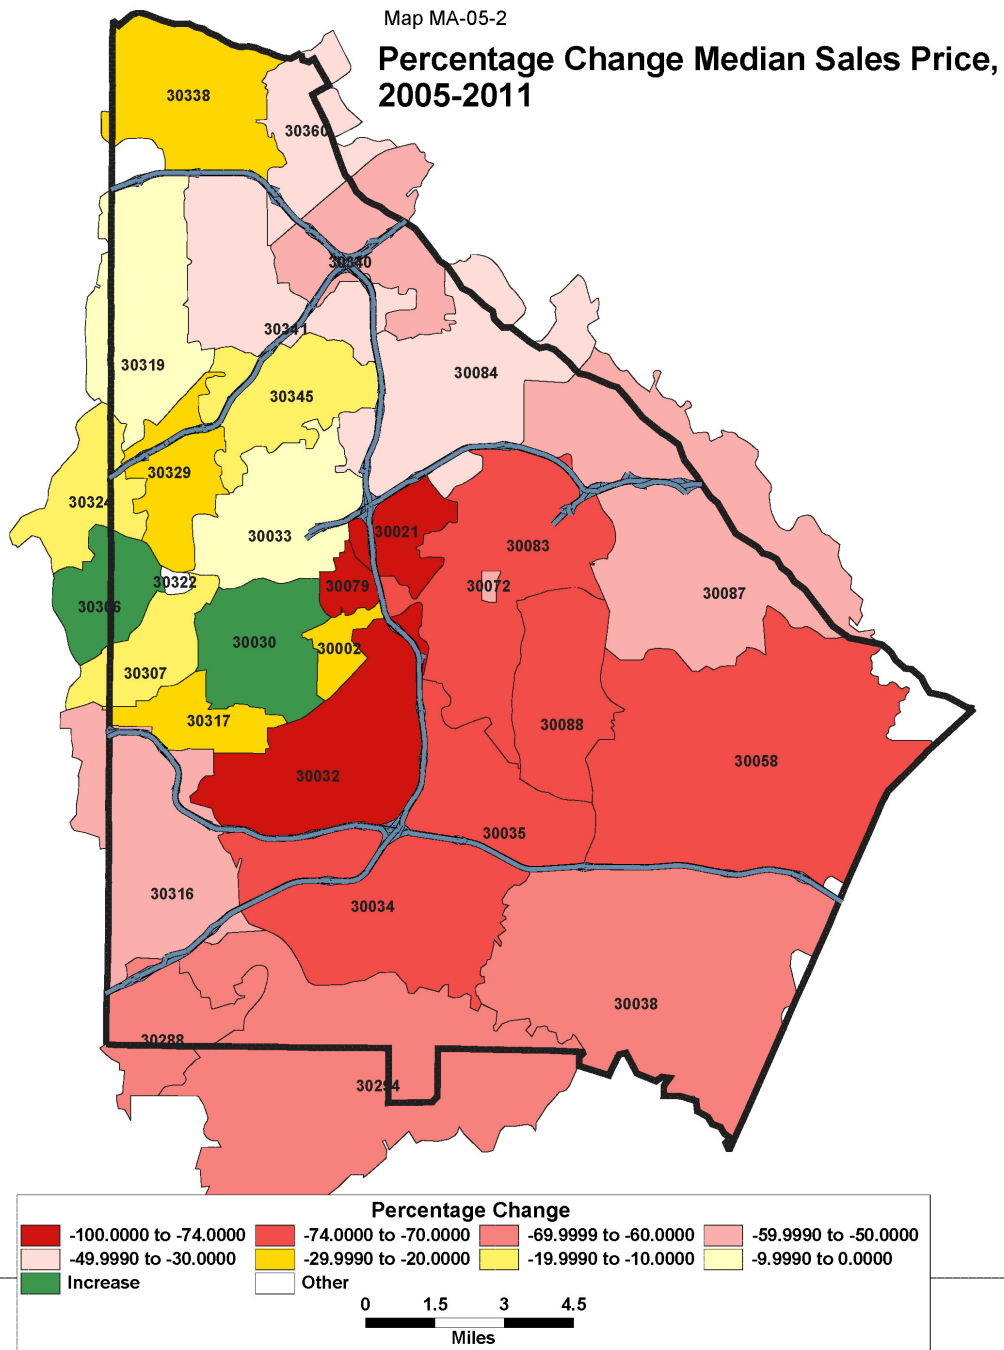 Map MA-05-2
Percentage Change Median Sales Price,
2005-2011
30338
30360
30340
30341
30319
30084
30345
30329
30324
30033
30021
30083
30322
30079
30072
30087
30306
30030
30002
30307
30317
30088
30032
30058
30035
30316
30034
30038
30288
30294
Percentage Change
-100.0000 to -74.0000
-74.0000 to -70.0000
-69.9999 to -60.0000
-59.9990 to -50.0000
-49.9990 to -30.0000
-29.9990 to -20.0000
-19.9990 to -10.0000
-9.9990 to 0.0000
Increase
Other
0 1.5 3 4.5
Miles